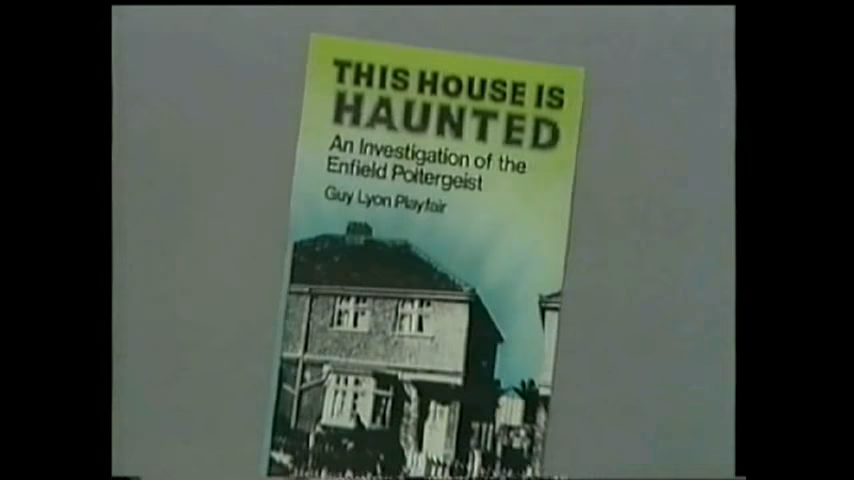 THIS HOUSE IS
HAUNTED
An Investigation of the
Enfield Poltergeist
Guy Lyon Playfair